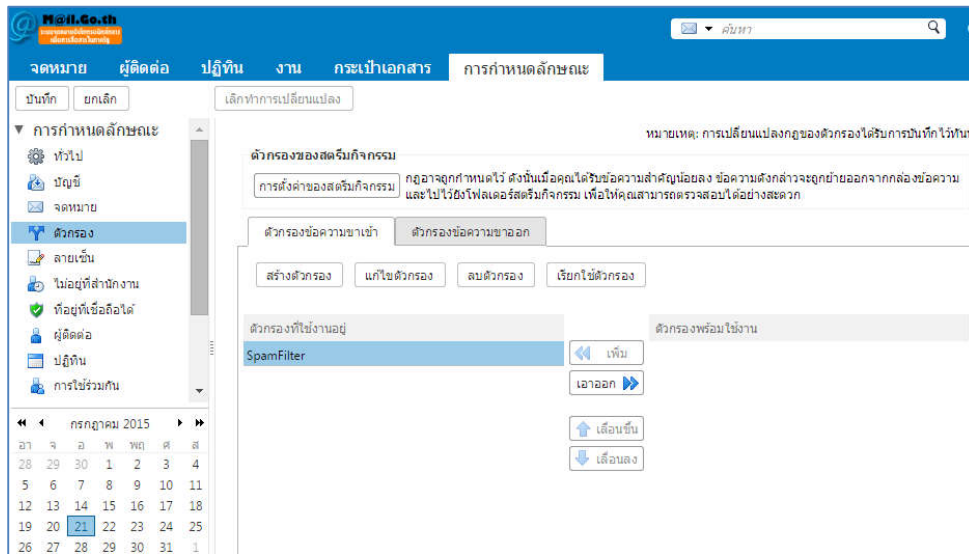 M@il.Go.th
ค้นหา
จดหมาย ผู้ติดต่อ ปฏิทิน งาน กระเป๋าเอกสาร การกำหนดลักษณะ
บันทึก ยกเลิก เลิกทำการเปลี่ยนแปลง
การกำหนดลักษณะ
ทั่วไป
บัญชี
จดหมาย
ตัวกรอง
ลายเซ็น
ไม่อยู่ที่สำนักงาน
ที่อยู่ที่เชื่อถือได้
ผู้ติดต่อ
ปฏิทิน
การใช้ร่วมกัน
หมายเหตุ: การเปลี่ยนแปลงกฎของตัวกรองได้รับการบันทึกไว้ทัน
ตัวกรองของสตรีมกิจกรรม
การตั้งค่าของสตรีมกิจกรรม
กฎอาจถูกกำหนดไว้ ดังนั้นเมื่อคุณได้รับข้อความสำคัญน้อยลง ข้อความดังกล่าวจะถูกย้ายออกจากกล่องข้อความ
และไปไว้ยังโฟลเดอร์สตรีมกิจกรรม เพื่อให้คุณสามารถตรวจสอบได้อย่างสะดวก
ตัวกรองข้อความขาเข้า ตัวกรองข้อความขาออก
สร้างตัวกรอง แก้ไขตัวกรอง ลบตัวกรอง เรียกใช้ตัวกรอง
ตัวกรองที่ใช้งานอยู่ ตัวกรองพร้อมใช้งาน
SpamFilter
เพิ่ม
เอาออก
เลื่อนขึ้น
เลื่อนลง
กรกฎาคม 2015
อา จ อ พ พฤ ศ ส
28 29 30 1 2 3 4
5 6 7 8 9 10 11
12 13 14 15 16 17 18
19 20 21 22 23 24 25
26 27 28 29 30 31 1